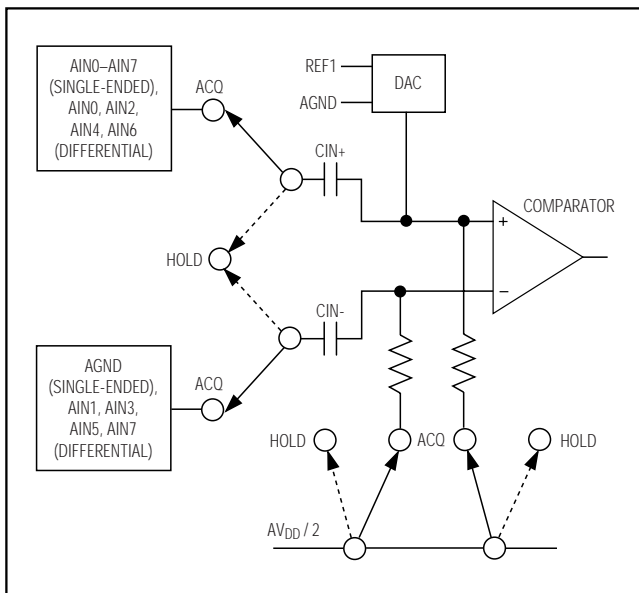 AIN0–AIN7
(SINGLE-ENDED),
AIN0, AIN2,
AIN4, AIN6
(DIFFERENTIAL)
ACQ
REF1
AGND
DAC
CIN+
COMPARATOR
+
−
HOLD
CIN-
AGND
(SINGLE-ENDED),
AIN1, AIN3,
AIN5, AIN7
(DIFFERENTIAL)
ACQ
HOLD
ACQ
HOLD
AVDD / 2